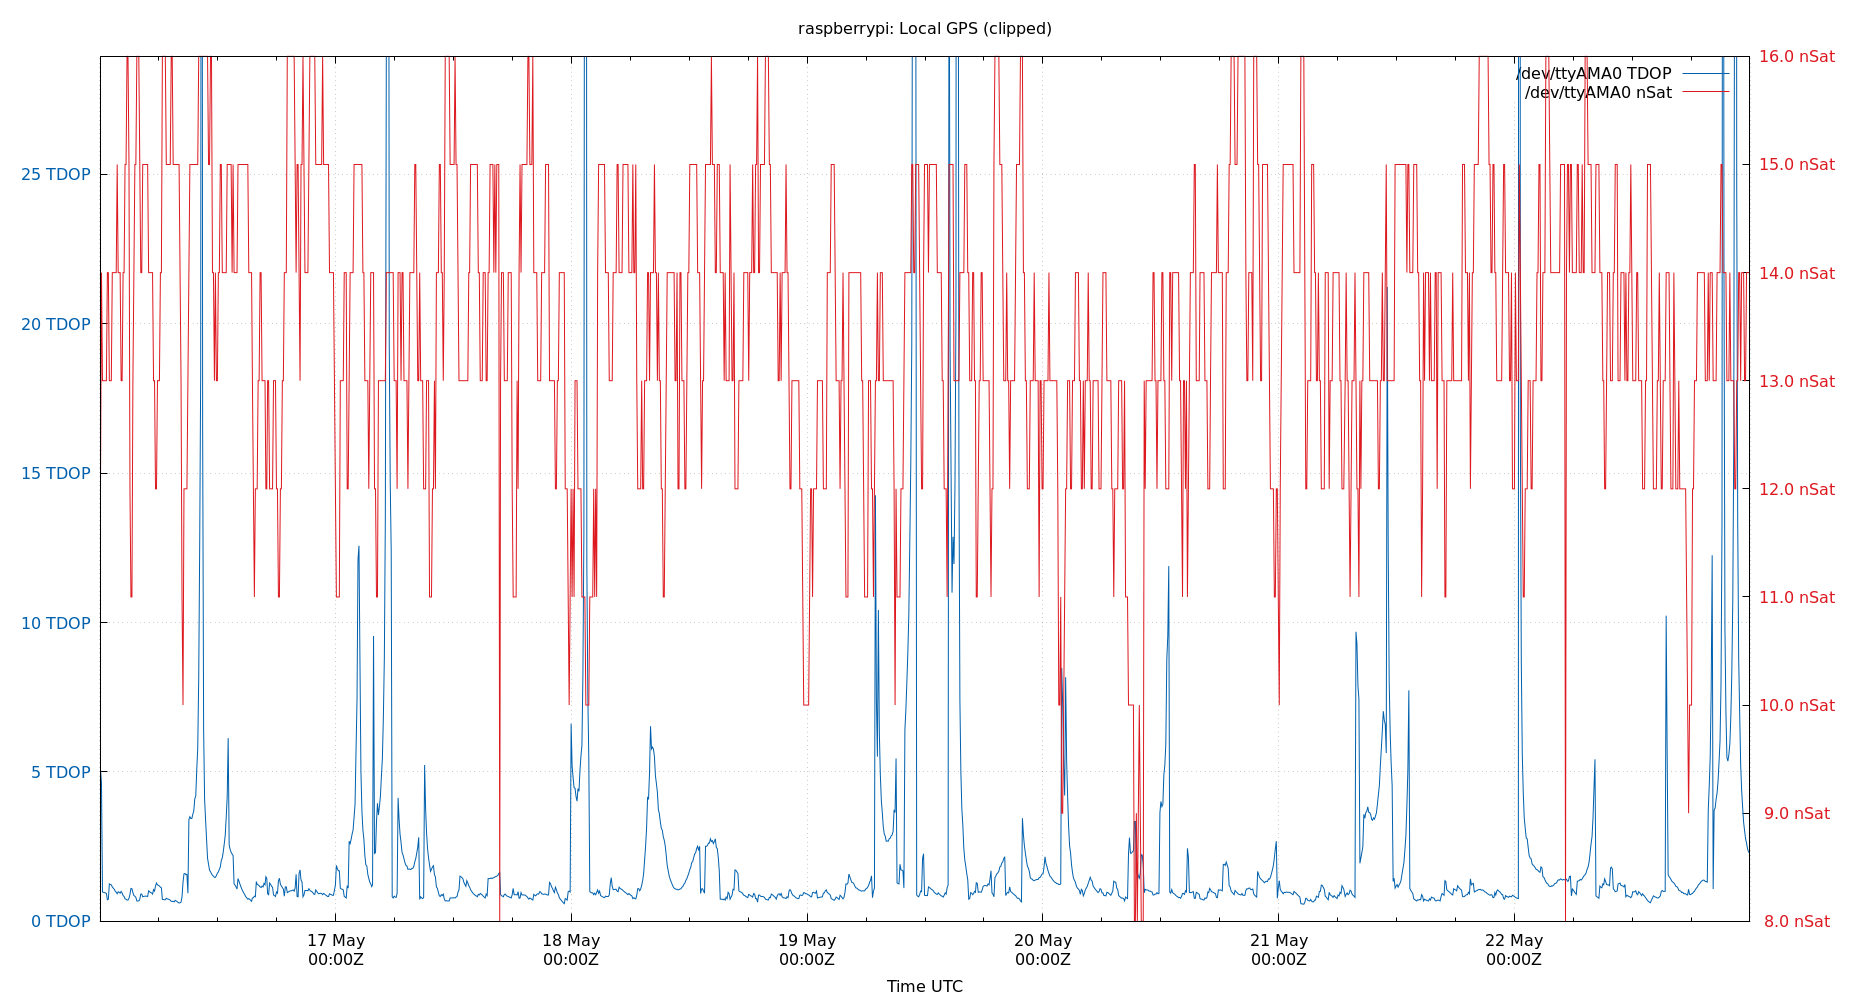 raspberrypi: Local GPS (clipped)
16.0 nSat
/dev/ttyAMA0 TDOP
/dev/ttyAMA0 nSat
15.0 nSat
25 TDOP
14.0 nSat
20 TDOP
13.0 nSat
15 TDOP
12.0 nSat
11.0 nSat
10 TDOP
10.0 nSat
5 TDOP
9.0 nSat
0 TDOP
8.0 nSat
17 May
00:00Z
18 May
00:00Z
19 May
00:00Z
20 May
00:00Z
21 May
00:00Z
22 May
00:00Z
Time UTC